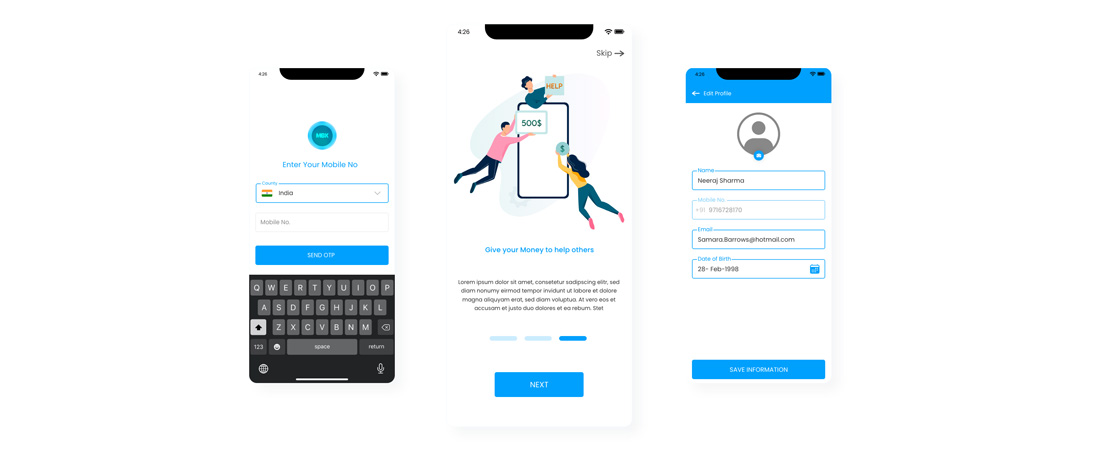 4:26
MBI
Enter Your Mobile No
County
India
Mobile No.
SEND OTP
Q W E R T Y U I O P
A S D F G H J K L
Z X C V B N M
123 space return
4:26
Skip
HELP
500$
$
Give your Money to help others
Lorem ipsum dolor sit amet, consetetur sadipscing elitr, sed
diam nonumy eirmod tempor invidunt ut labore et dolore
magna aliquyam erat, sed diam voluptua. At vero eos et
accusam et justo duo dolores et ea rebum. Stet
NEXT
4:26
Edit Profile
Name
Neeraj Sharma
Mobile No.
+91 9716728170
Email
Samara.Barrows@hotmail.com
Date of Birth
28- Feb-1998
SAVE INFORMATION